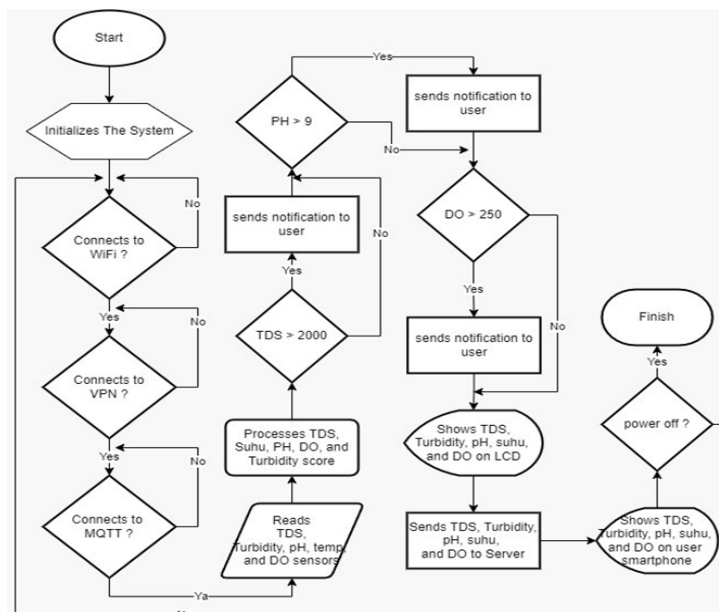 Start
Initializes The System
No
Connects to
WiFi ?
Yes
No
Connects to
VPN ?
Yes
No
Connects to
MQTT ?
Ya
Reads
TDS,
Turbidity, pH, temp,
and DO sensors
Processes TDS,
Suhu, PH, DO, and
Turbidity score
TDS > 2000
Yes
No
sends notification to
user
PH > 9
Yes
No
sends notification to
user
DO > 250
Yes
No
sends notification to
user
Shows TDS,
Turbidity, pH, suhu,
and DO on LCD
Sends TDS, Turbidity,
pH, suhu,
and DO to Server
Shows TDS,
Turbidity, pH, suhu,
and DO on user
smartphone
power off ?
Yes
Finish